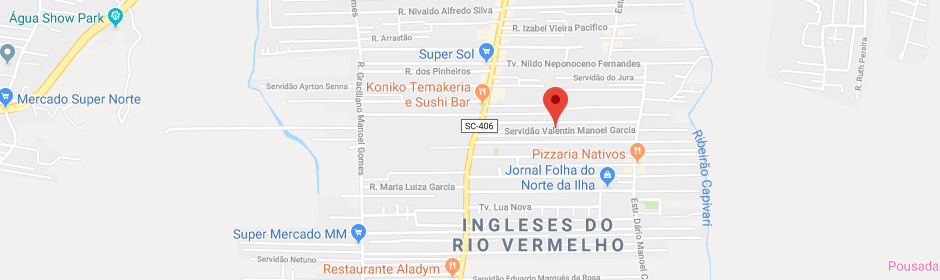 R. Nivaldo Alfredo Silva
Água Show Park
R. Izabel Vieira Pacifico
R. Arrastão
Super Sol
Tv. Nildo Neponoceno Fernandes
R. dos Pinheiros
Servidão do Jura
R. Ruth Pereira
Servidão Ayrton Senna
Koniko Temakeria
e Sushi Bar
Mercado Super Norte
R. Graciliano Manoel Gomes
SC-406
Servidão Valentin Manoel Garcia
Ribeirão Capivari
Pizzaria Nativos
Jornal Folha do
Norte da Ilha
R. Maria Luiza Garcia
Tv. Lua Nova
Estr. Dário Manoel C
INGLESES DO
RIO VERMELHO
Super Mercado MM
Servidão Netuno
Restaurante Aladym
Servidão Eduardo Marques da Rosa
Pousada